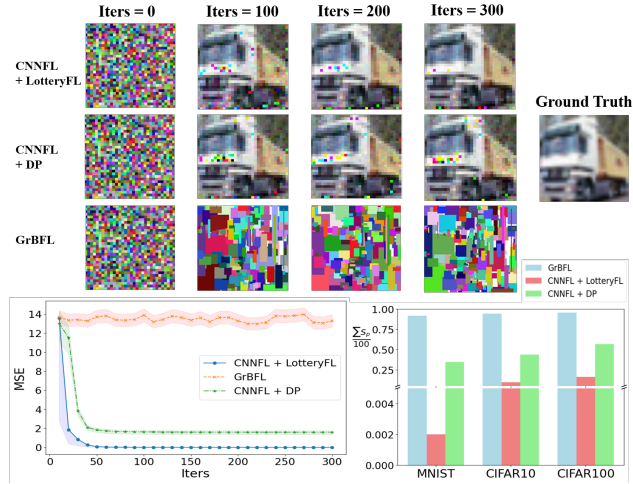 Iters = 0 Iters = 100 Iters = 200 Iters = 300
CNNFL
+ LotteryFL
Ground Truth
CNNFL
+ DP
GrBFL
GrBFL
CNNFL + LotteryFL
CNNFL + DP
14
12
10
8
6
4
2
0
MSE
CNNFL + LotteryFL
GrBFL
CNNFL + DP
0 50 100 150 200 250 300
Iters
∑Sp
100
1.00
0.75
0.50
0.25
0.004
0.002
0.000
MNIST CIFAR10 CIFAR100